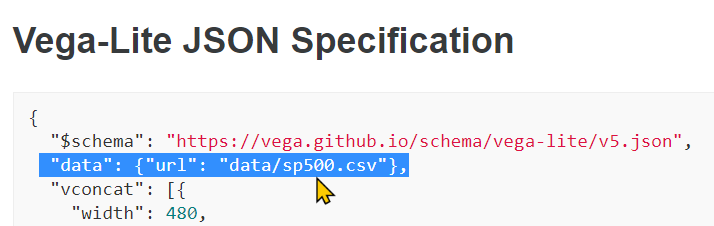 Vega-Lite JSON Specification
{
"$schema": "https://vega.github.io/schema/vega-lite/v5.json",
"data": {"url": "data/sp500.csv"},
"vconcat": [{
"width": 480,